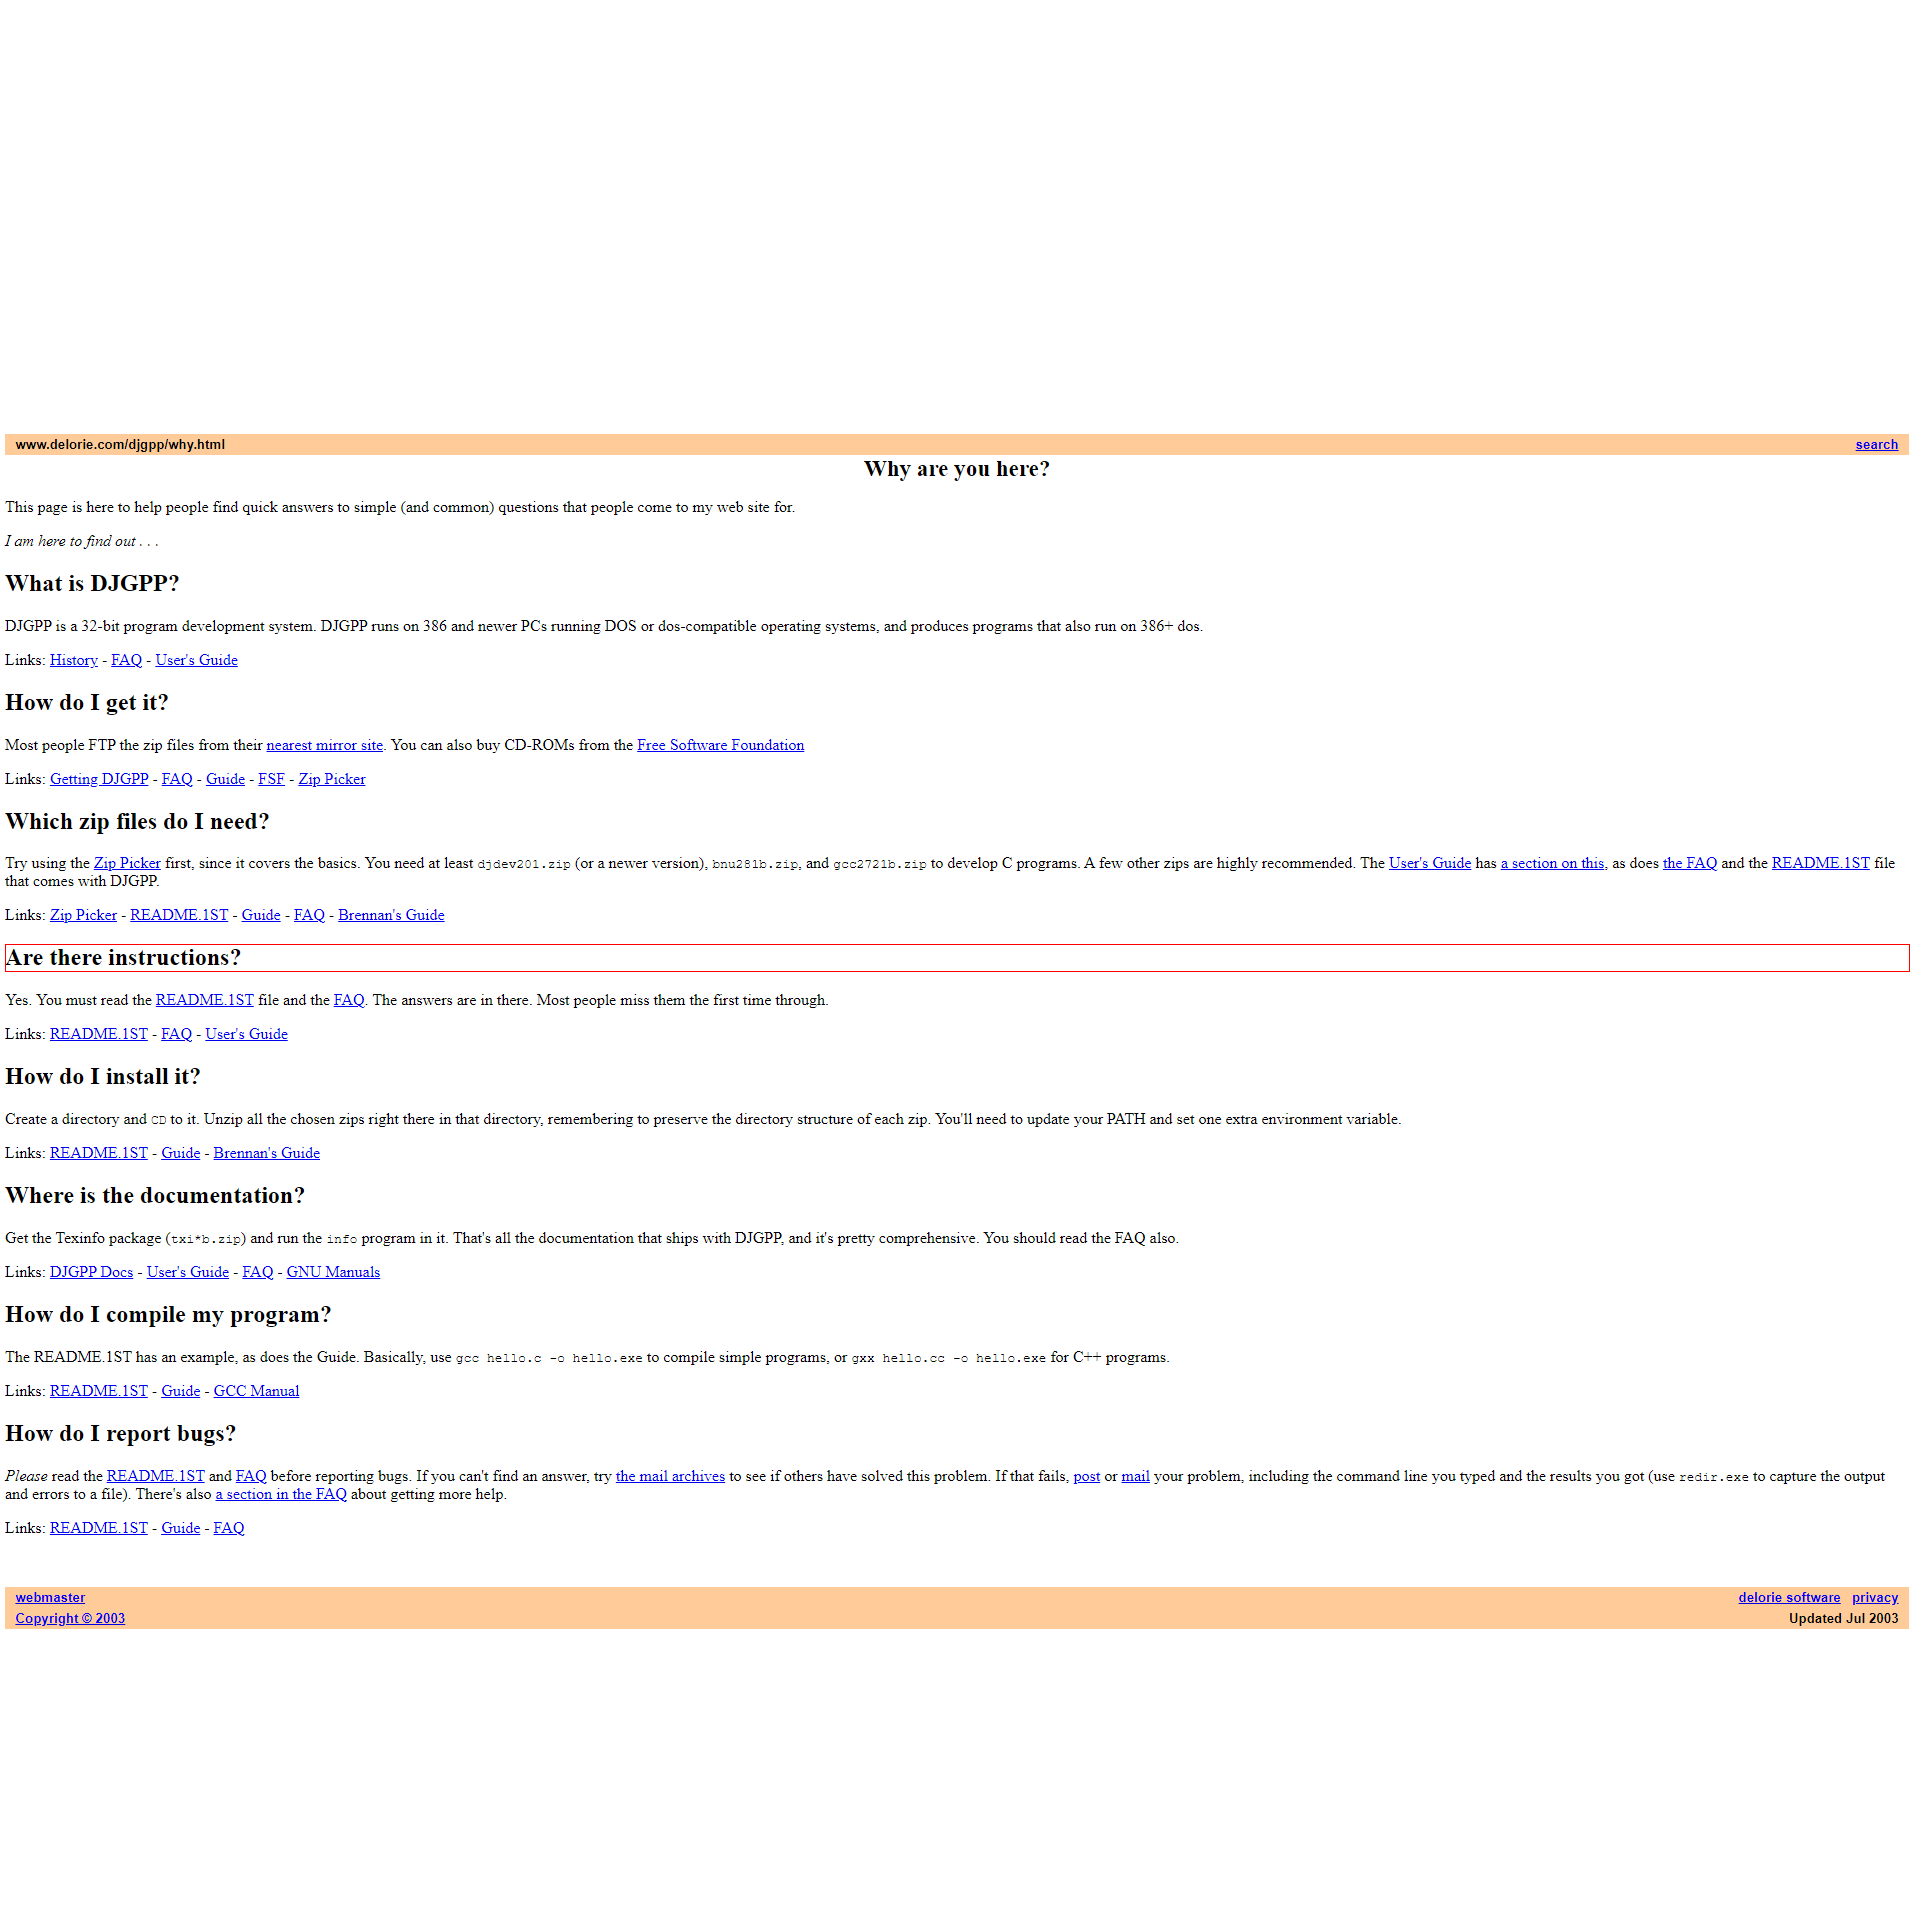 www.delorie.com/djgpp/why.html search
Why are you here?
This page is here to help people find quick answers to simple (and common) questions that people come to my web site for.
I am here to find out . . .
What is DJGPP?
DJGPP is a 32-bit program development system. DJGPP runs on 386 and newer PCs running DOS or dos-compatible operating systems, and produces programs that also run on 386+ dos.
Links: History - FAQ - User's Guide
How do I get it?
Most people FTP the zip files from their nearest mirror site. You can also buy CD-ROMs from the Free Software Foundation
Links: Getting DJGPP - FAQ - Guide - FSF - Zip Picker
Which zip files do I need?
Try using the Zip Picker first, since it covers the basics. You need at least djdev201.zip (or a newer version), bnu281b.zip, and gcc2721b.zip to develop C programs. A few other zips are highly recommended. The User's Guide has a section on this, as does the FAQ and the README.1ST file
that comes with DJGPP.
Links: Zip Picker - README.1ST - Guide - FAQ - Brennan's Guide
Are there instructions?
Yes. You must read the README.1ST file and the FAQ. The answers are in there. Most people miss them the first time through.
Links: README.1ST - FAQ - User's Guide
How do I install it?
Create a directory and CD to it. Unzip all the chosen zips right there in that directory, remembering to preserve the directory structure of each zip. You'll need to update your PATH and set one extra environment variable.
Links: README.1ST - Guide - Brennan's Guide
Where is the documentation?
Get the Texinfo package (txi*b.zip) and run the info program in it. That's all the documentation that ships with DJGPP, and it's pretty comprehensive. You should read the FAQ also.
Links: DJGPP Docs - User's Guide - FAQ - GNU Manuals
How do I compile my program?
The README.1ST has an example, as does the Guide. Basically, use gcc hello.c -o hello.exe to compile simple programs, or gxx hello.cc -o hello.exe for C++ programs.
Links: README.1ST - Guide - GCC Manual
How do I report bugs?
Please read the README.1ST and FAQ before reporting bugs. If you can't find an answer, try the mail archives to see if others have solved this problem. If that fails, post or mail your problem, including the command line you typed and the results you got (use redir.exe to capture the output
and errors to a file). There's also a section in the FAQ about getting more help.
Links: README.1ST - Guide - FAQ
webmaster delorie software privacy
Copyright © 2003 Updated Jul 2003